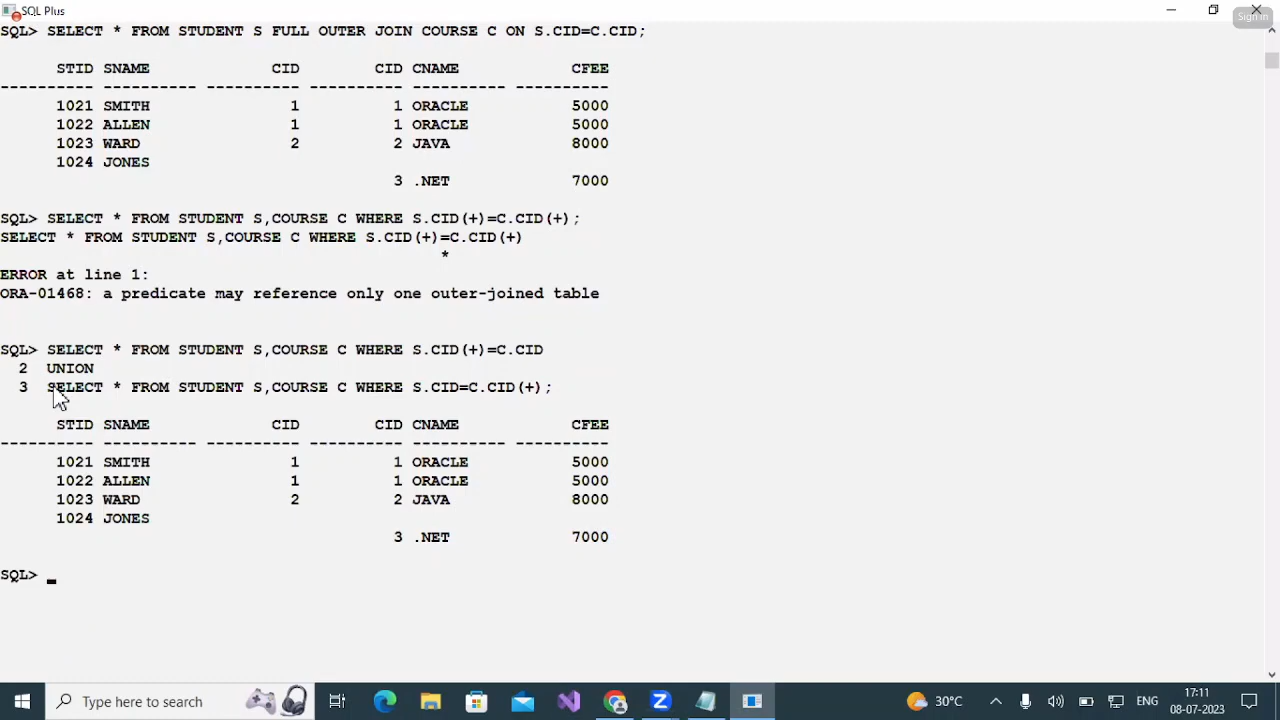 SQL Plus
Sign in
SQL> SELECT * FROM STUDENT S FULL OUTER JOIN COURSE C ON S.CID=C.CID;
STID SNAME CID CID CNAME CFEE
---------- ---------- ---------- ---------- ---------- ----------
1021 SMITH 1 1 ORACLE 5000
1022 ALLEN 1 1 ORACLE 5000
1023 WARD 2 2 JAVA 8000
1024 JONES
3 .NET 7000
SQL> SELECT * FROM STUDENT S,COURSE C WHERE S.CID(+)=C.CID(+);
SELECT * FROM STUDENT S,COURSE C WHERE S.CID(+)=C.CID(+)
*
ERROR at line 1:
ORA-01468: a predicate may reference only one outer-joined table
SQL> SELECT * FROM STUDENT S,COURSE C WHERE S.CID(+)=C.CID
2 UNION
3 SELECT * FROM STUDENT S,COURSE C WHERE S.CID=C.CID(+);
STID SNAME CID CID CNAME CFEE
---------- ---------- ---------- ---------- ---------- ----------
1021 SMITH 1 1 ORACLE 5000
1022 ALLEN 1 1 ORACLE 5000
1023 WARD 2 2 JAVA 8000
1024 JONES
3 .NET 7000
SQL> _
Type here to search
30°C
ENG
17:11
08-07-2023